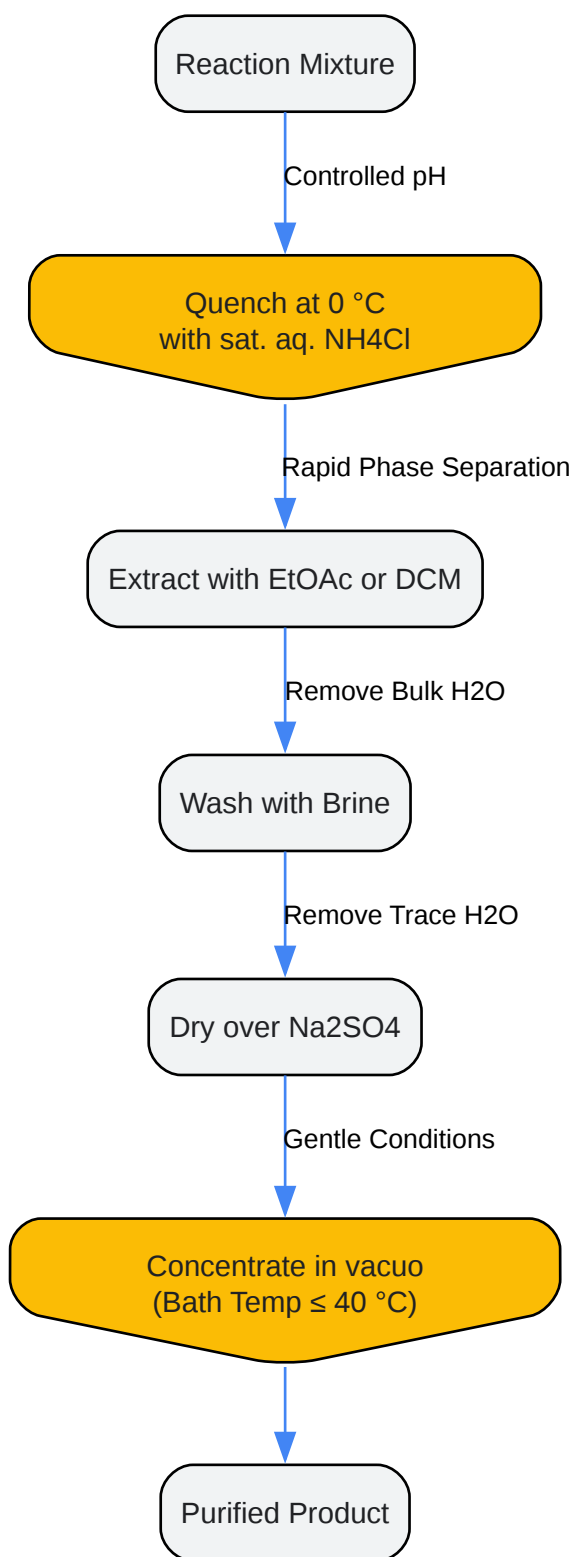 Reaction Mixture
Controlled pH
Quench at 0 °C
with sat. aq. NH4Cl
Rapid Phase Separation
Extract with EtOAc or DCM
Remove Bulk H2O
Wash with Brine
Remove Trace H2O
Dry over Na2SO4
Gentle Conditions
Concentrate in vacuo
(Bath Temp ≤ 40 °C)
Purified Product